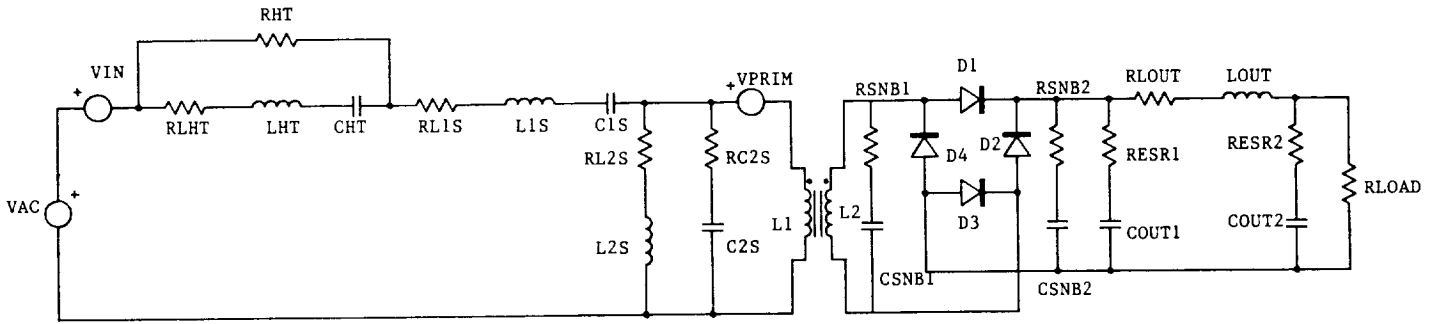 RHT
VIN
+
RLHT
LHT
CHT
RL1S
L1S
C1S
+
VPRIM
RL2S
RC2S
L2S
C2S
VAC
+
L1
L2
RSNB1
CSNB1
D1
D4
D2
D3
RSNB2
CSNB2
RESR1
COUT1
RLOUT
LOUT
RESR2
COUT2
RLOAD